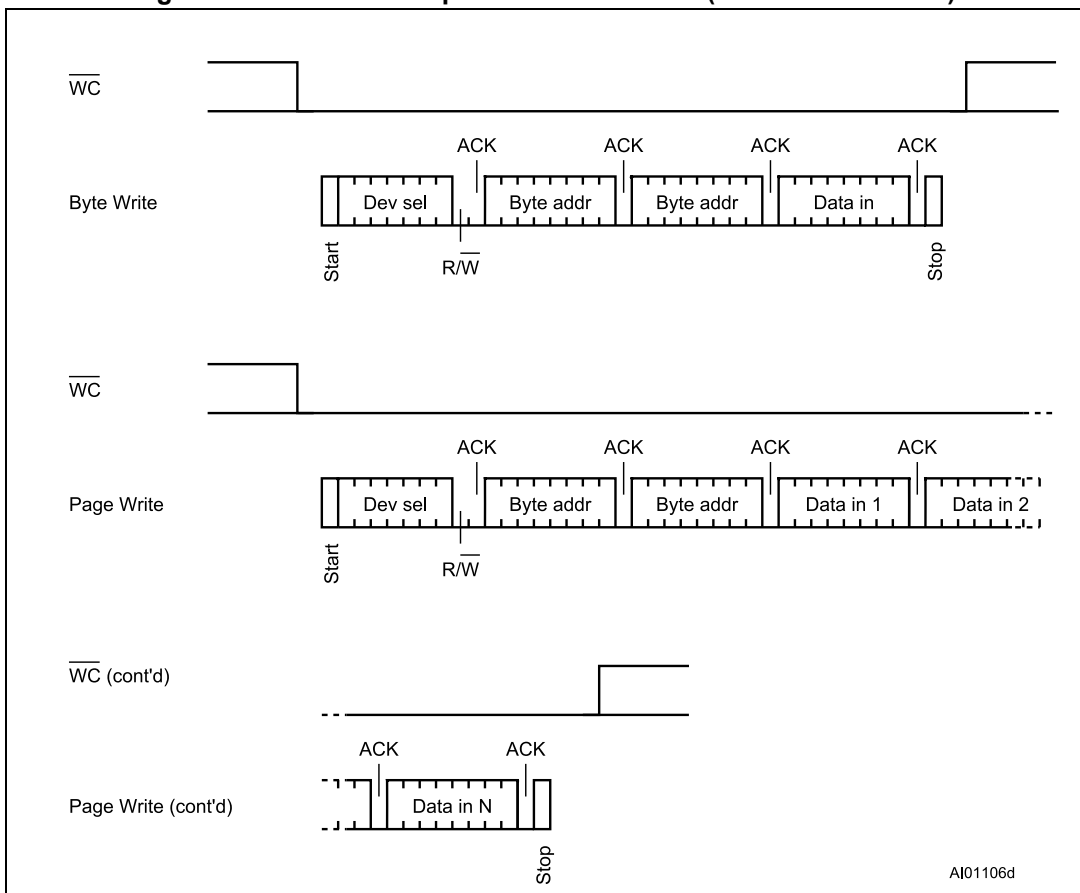 WC
ACK ACK ACK ACK
Byte Write Dev sel Byte addr Byte addr Data in
Start R/W Stop
WC
ACK ACK ACK ACK
Page Write Dev sel Byte addr Byte addr Data in 1 Data in 2
Start R/W
WC (cont'd)
ACK ACK
Page Write (cont'd) Data in N
Stop
AI01106d